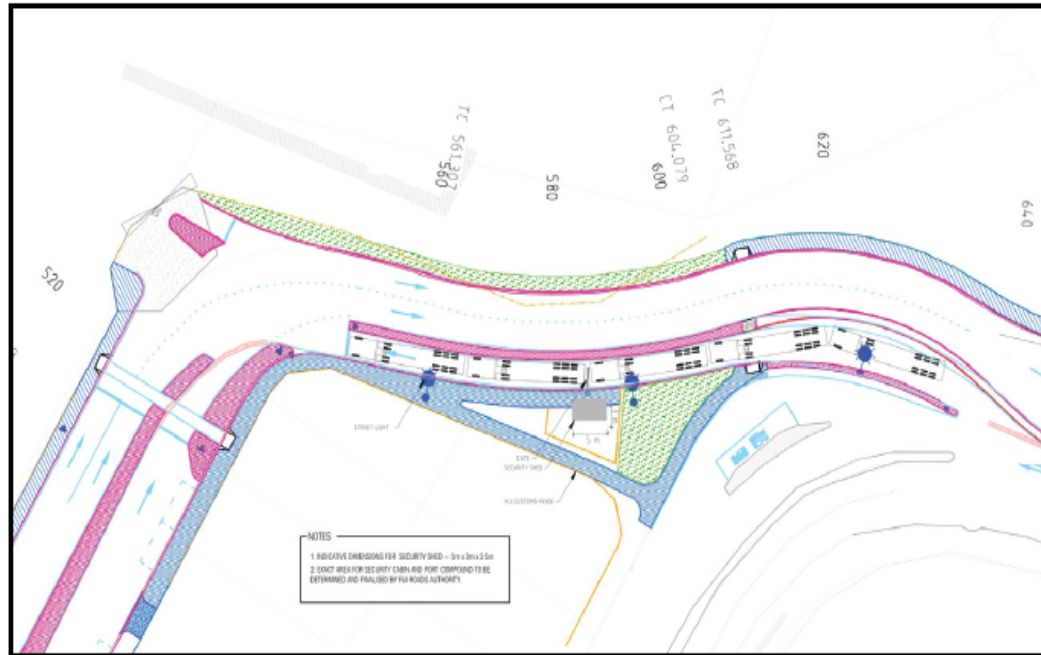 TC 561.307
560
580
CT 604.079
600
TC 611.568
620
640
520
STREET LIGHT
GATE
SECURITY SHED
5 m
FIJI CUSTOMS FENCE
NOTES
1. INDICATIVE DIMENSIONS FOR SECURITY SHED - 5m x 3m x 2.5m
2. EXACT AREA FOR SECURITY CABIN AND PORT COMPOUND TO BE
DETERMINED AND FINALISED BY FIJI ROADS AUTHORITY.